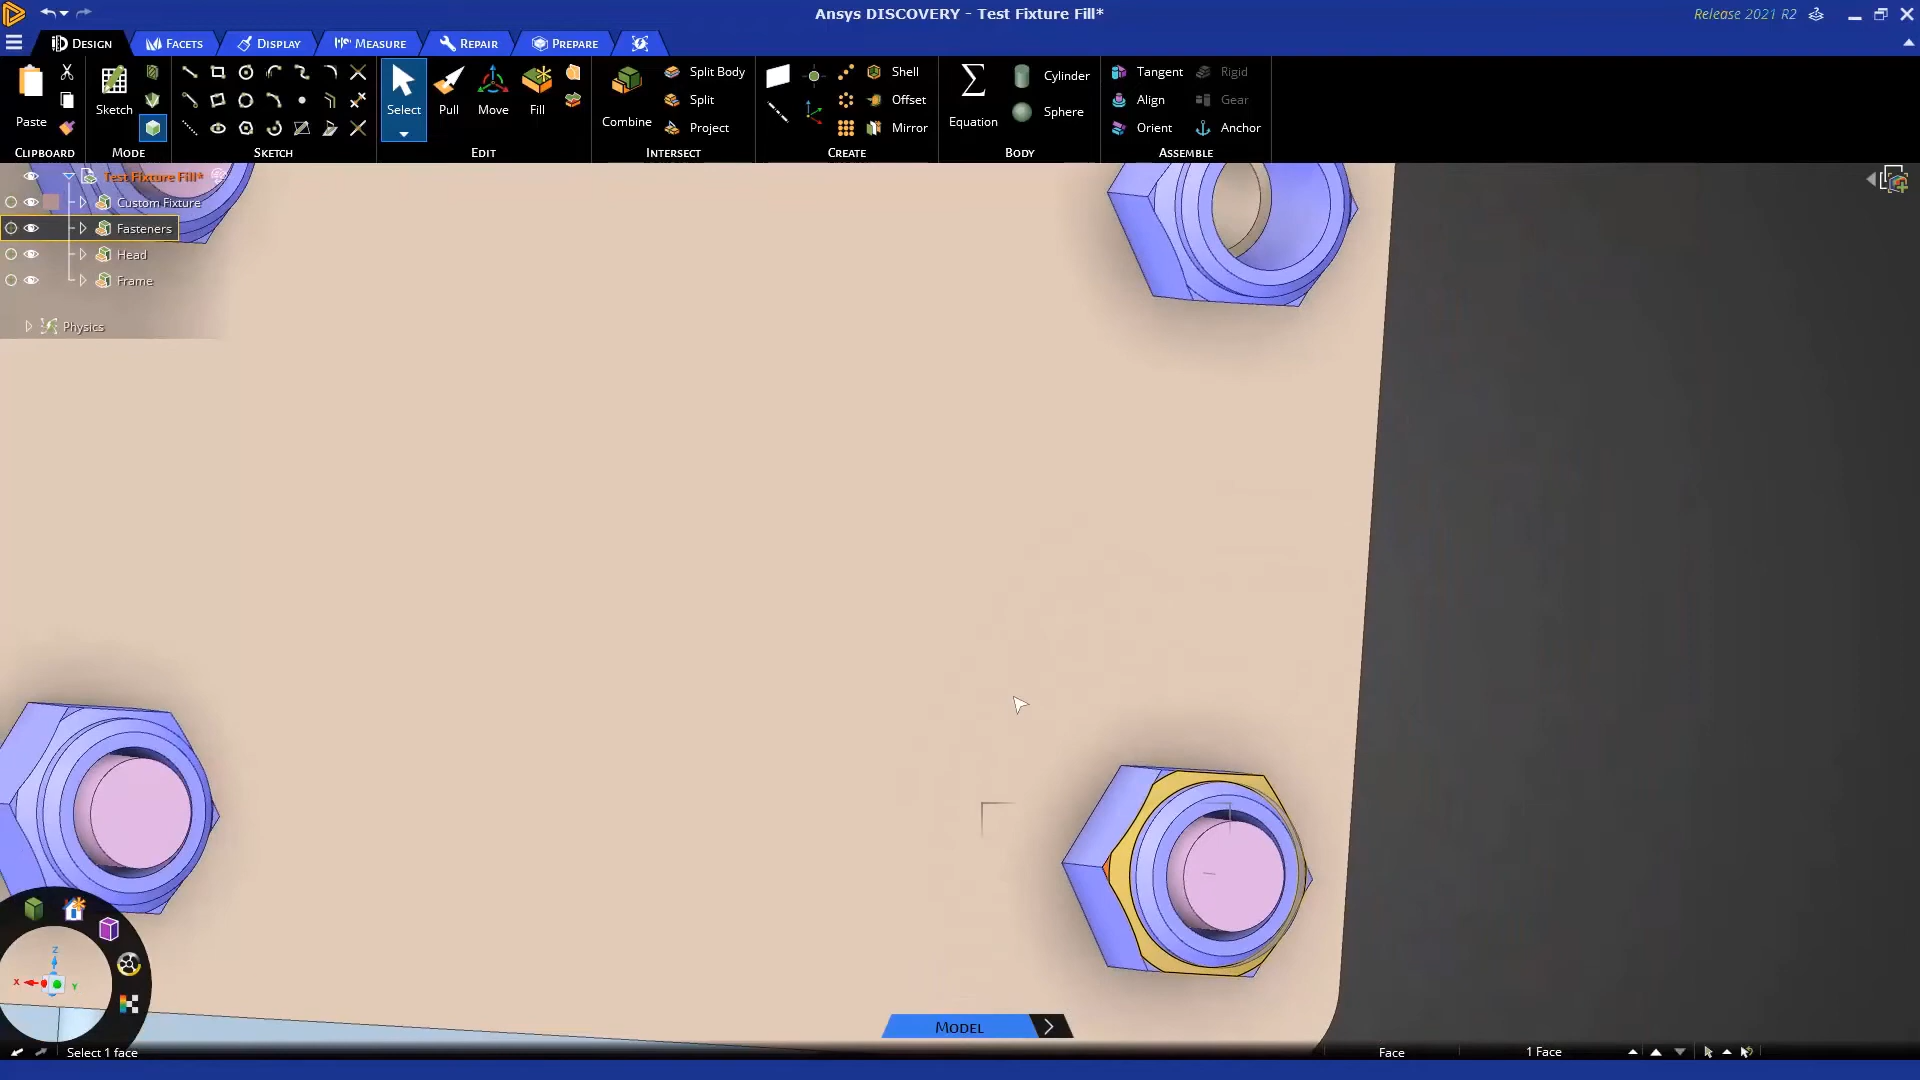 Ansys DISCOVERY - Test Fixture Fill*
Release 2021 R2
Design
Facets
Display
Measure
Repair
Prepare
Paste
Clipboard
Sketch
Mode
Sketch
Select
Pull
Move
Fill
Edit
Combine
Split Body
Split
Project
Intersect
Shell
Offset
Mirror
Create
Equation
Cylinder
Sphere
Body
Tangent
Align
Orient
Rigid
Gear
Anchor
Assemble
Test Fixture Fill*
Custom Fixture
Fasteners
Head
Frame
Physics
Z
X
Y
Model
Select 1 face
Face
1 Face